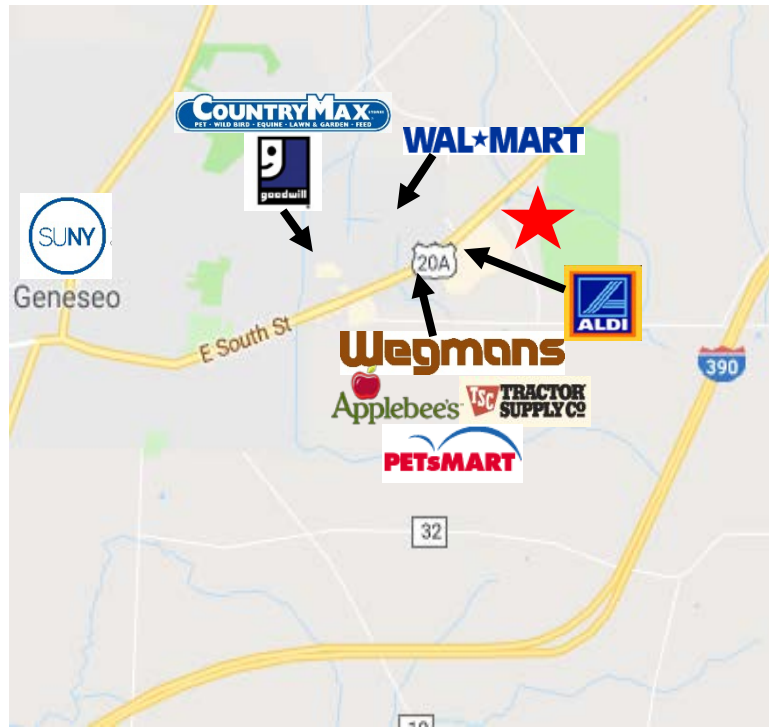 COUNTRYMAX STORES
PET · WILD BIRD · EQUINE · LAWN & GARDEN · FEED
WAL★MART
g
goodwill
SUNY
Geneseo
20A
ALDI
E South St
Wegmans
390
Applebee's
TSC TRACTOR
SUPPLY CO
PETSMART
32